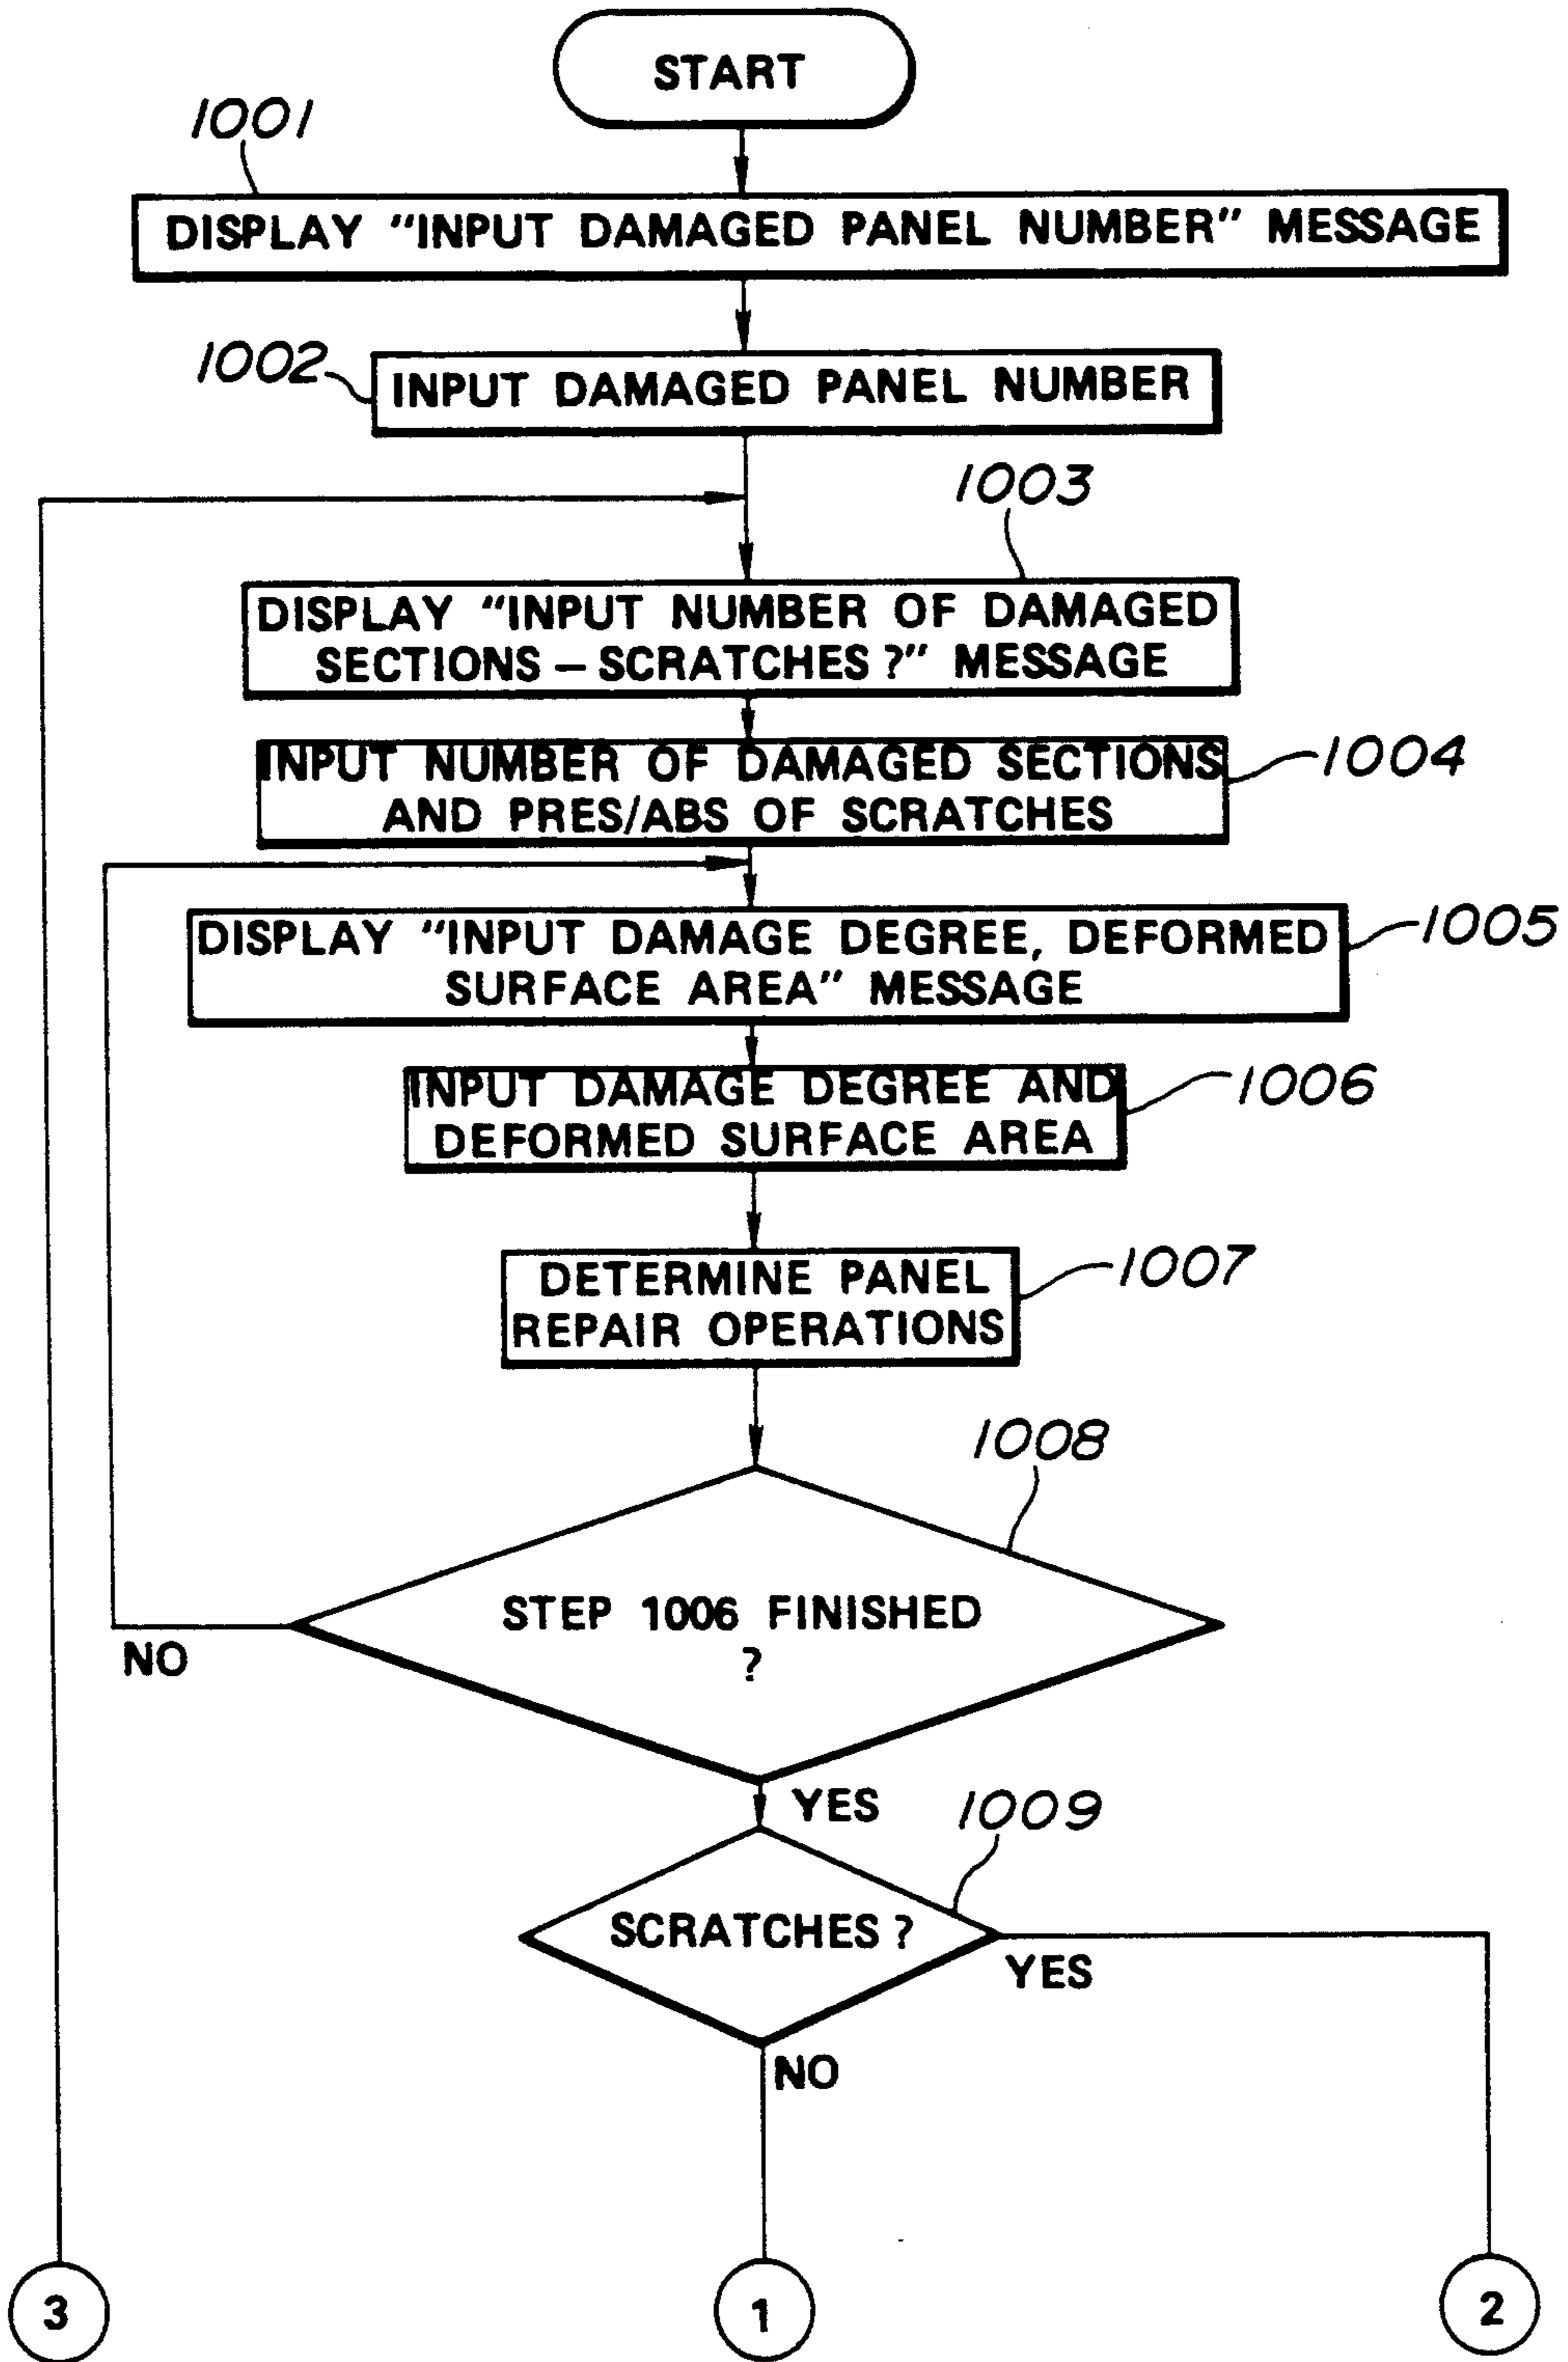 START
1001
DISPLAY "INPUT DAMAGED PANEL NUMBER" MESSAGE
1002
INPUT DAMAGED PANEL NUMBER
1003
DISPLAY "INPUT NUMBER OF DAMAGED
SECTIONS – SCRATCHES ?" MESSAGE
INPUT NUMBER OF DAMAGED SECTIONS
AND PRES/ABS OF SCRATCHES
1004
DISPLAY "INPUT DAMAGE DEGREE, DEFORMED
SURFACE AREA" MESSAGE
1005
INPUT DAMAGE DEGREE AND
DEFORMED SURFACE AREA
1006
DETERMINE PANEL
REPAIR OPERATIONS
1007
1008
STEP 1006 FINISHED
?
NO
YES
1009
SCRATCHES ?
YES
NO
3
1
2